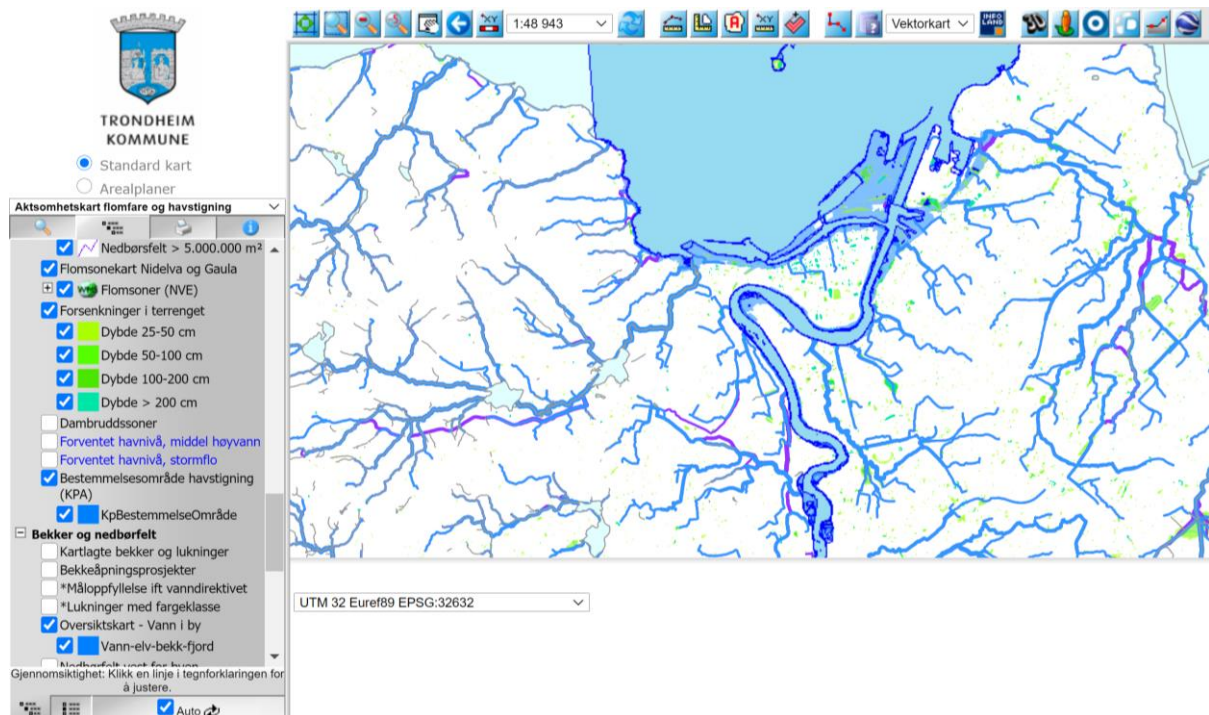 1:48 943
Vektorkart
INFO
LAND
TRONDHEIM
KOMMUNE
Standard kart
Arealplaner
Aktsomhetskart flomfare og havstigning
Nedbørsfelt > 5.000.000 m²
Flomsonekart Nidelva og Gaula
Flomsoner (NVE)
Forsenkninger i terrenget
Dybde 25-50 cm
Dybde 50-100 cm
Dybde 100-200 cm
Dybde > 200 cm
Dambruddssoner
Forventet havnivå, middel høyvann
Forventet havnivå, stormflo
Bestemmelsesområde havstigning
(KPA)
KpBestemmelseOmråde
Bekker og nedbørfelt
Kartlagte bekker og lukninger
Bekkeåpningsprosjekter
*Måloppfyllelse ift vanndirektivet
*Lukninger med fargeklasse
Oversiktskart - Vann i by
Vann-elv-bekk-fjord
Nedbørfelt vest for byen
Gjennomsiktighet: Klikk en linje i tegnforklaringen for
å justere.
Auto
UTM 32 Euref89 EPSG:32632